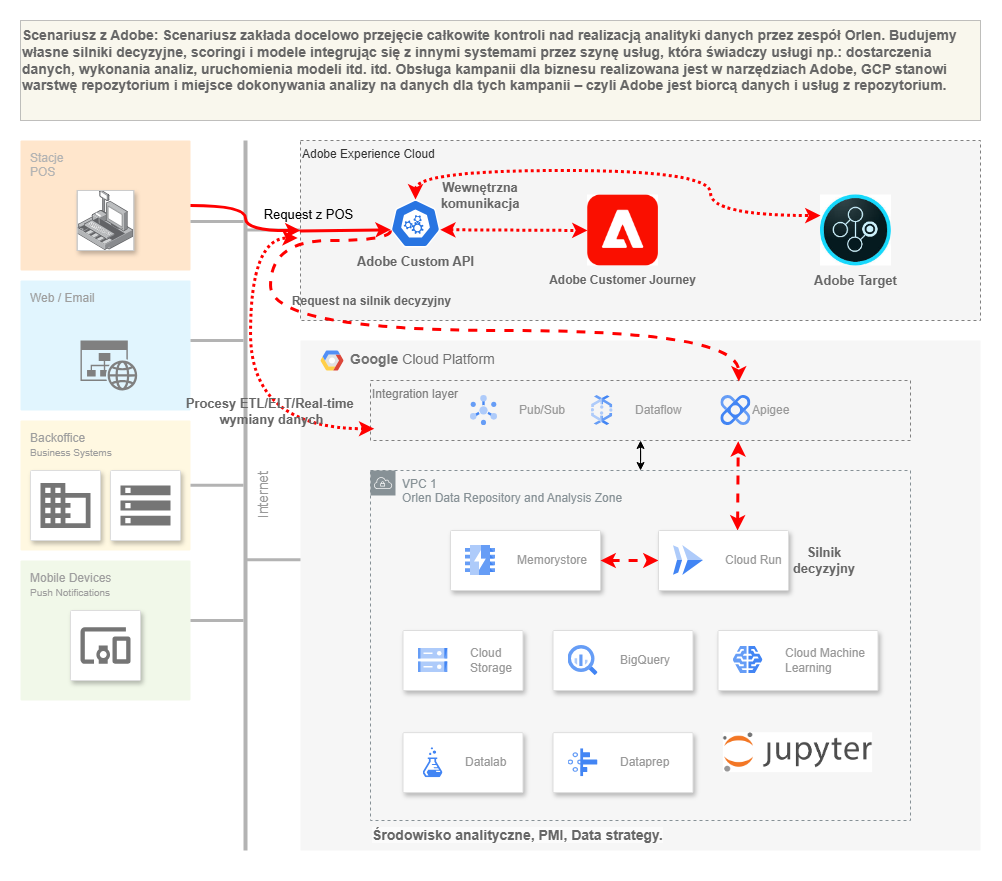 Scenariusz z Adobe: Scenariusz zakłada docelowo przejęcie całkowite kontroli nad realizacją analityki danych przez zespół Orlen. Budujemy
własne silniki decyzyjne, scoringi i modele integrując się z innymi systemami przez szynę usług, która świadczy usługi np.: dostarczenia
danych, wykonania analiz, uruchomienia modeli itd. itd. Obsługa kampanii dla biznesu realizowana jest w narzędziach Adobe, GCP stanowi
warstwę repozytorium i miejsce dokonywania analizy na danych dla tych kampanii – czyli Adobe jest biorcą danych i usług z repozytorium.
Stacje
POS
Adobe Experience Cloud
Wewnętrzna
komunikacja
Request z POS
Adobe Custom API
Adobe Customer Journey
Adobe Target
Web / Email
Request na silnik decyzyjny
Google Cloud Platform
Integration layer
Pub/Sub
Dataflow
Apigee
Procesy ETL/ELT/Real-time
wymiany danych
Backoffice
Business Systems
Internet
VPC 1
Orlen Data Repository and Analysis Zone
Memorystore
Cloud Run
Silnik
decyzyjny
Mobile Devices
Push Notifications
Cloud
Storage
BigQuery
Cloud Machine
Learning
Datalab
Dataprep
jupyter
Środowisko analityczne, PMI, Data strategy.